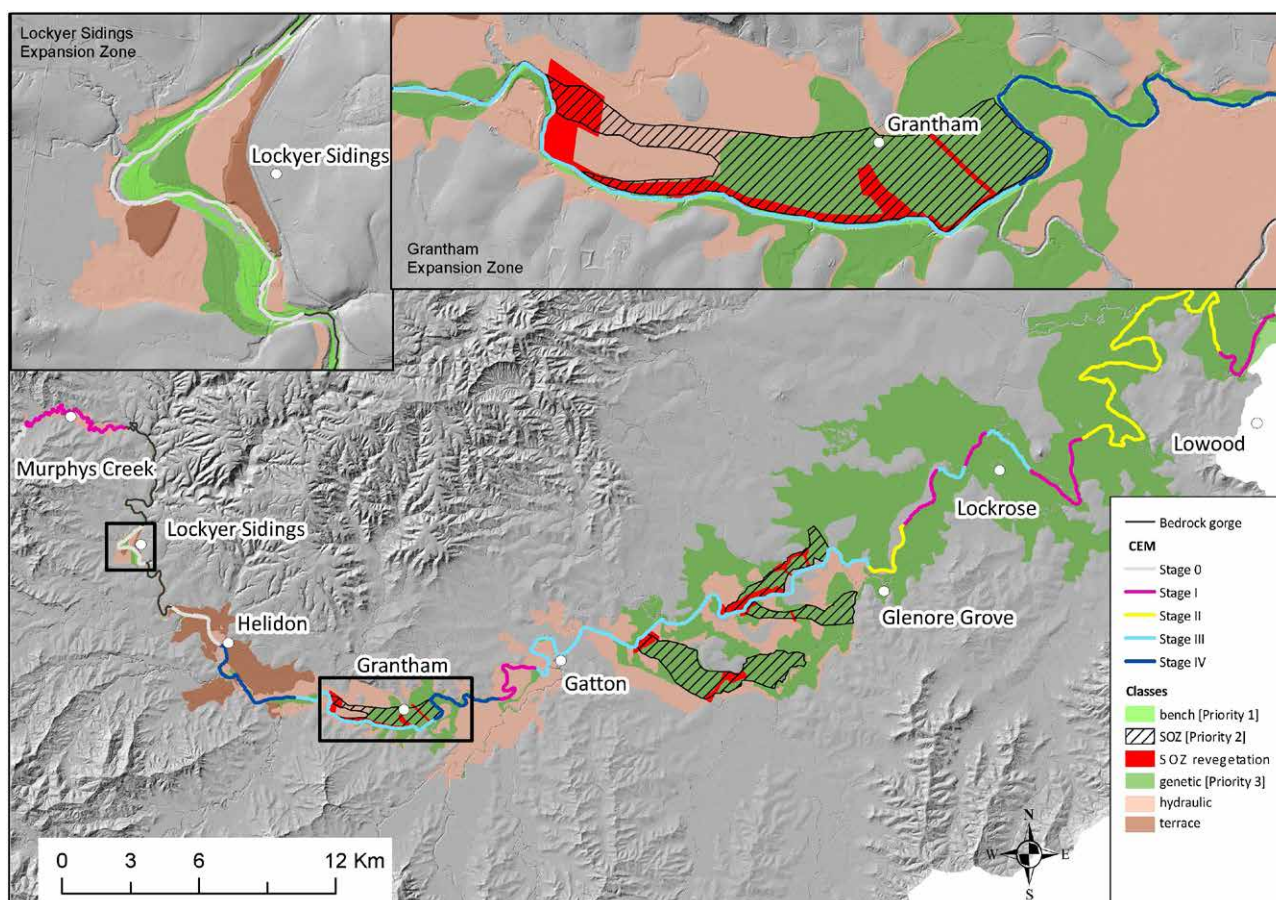 Lockyer Sidings
Expansion Zone
Lockyer Sidings
Grantham
Grantham
Expansion Zone
Murphys Creek
Lockyer Sidings
Helidon
Grantham
Gatton
Glenore Grove
Lockrose
Lowood
Bedrock gorge
CEM
Stage 0
Stage I
Stage II
Stage III
Stage IV
Classes
bench [Priority 1]
SOZ [Priority 2]
SOZ revegetation
genetic [Priority 3]
hydraulic
terrace
0 3 6 12 Km
N
W E
S